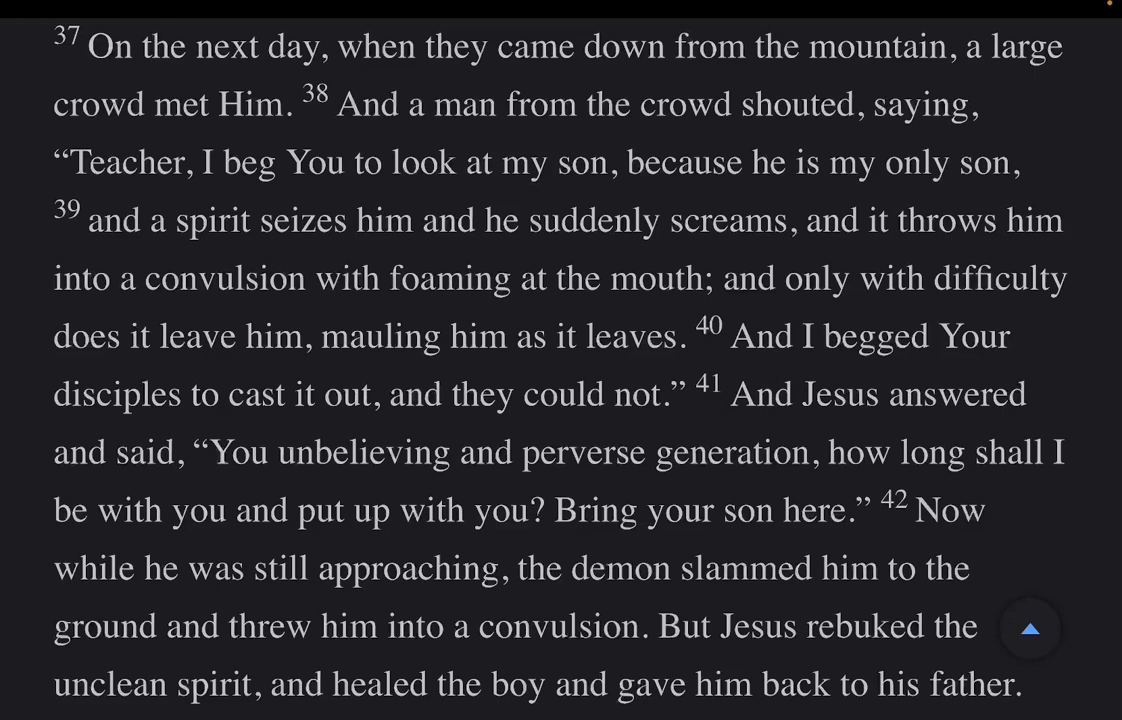 37 On the next day, when they came down from the mountain, a large
crowd met Him. 38 And a man from the crowd shouted, saying,
“Teacher, I beg You to look at my son, because he is my only son,
39 and a spirit seizes him and he suddenly screams, and it throws him
into a convulsion with foaming at the mouth; and only with difficulty
does it leave him, mauling him as it leaves. 40 And I begged Your
disciples to cast it out, and they could not.” 41 And Jesus answered
and said, “You unbelieving and perverse generation, how long shall I
be with you and put up with you? Bring your son here.” 42 Now
while he was still approaching, the demon slammed him to the
ground and threw him into a convulsion. But Jesus rebuked the
unclean spirit, and healed the boy and gave him back to his father.